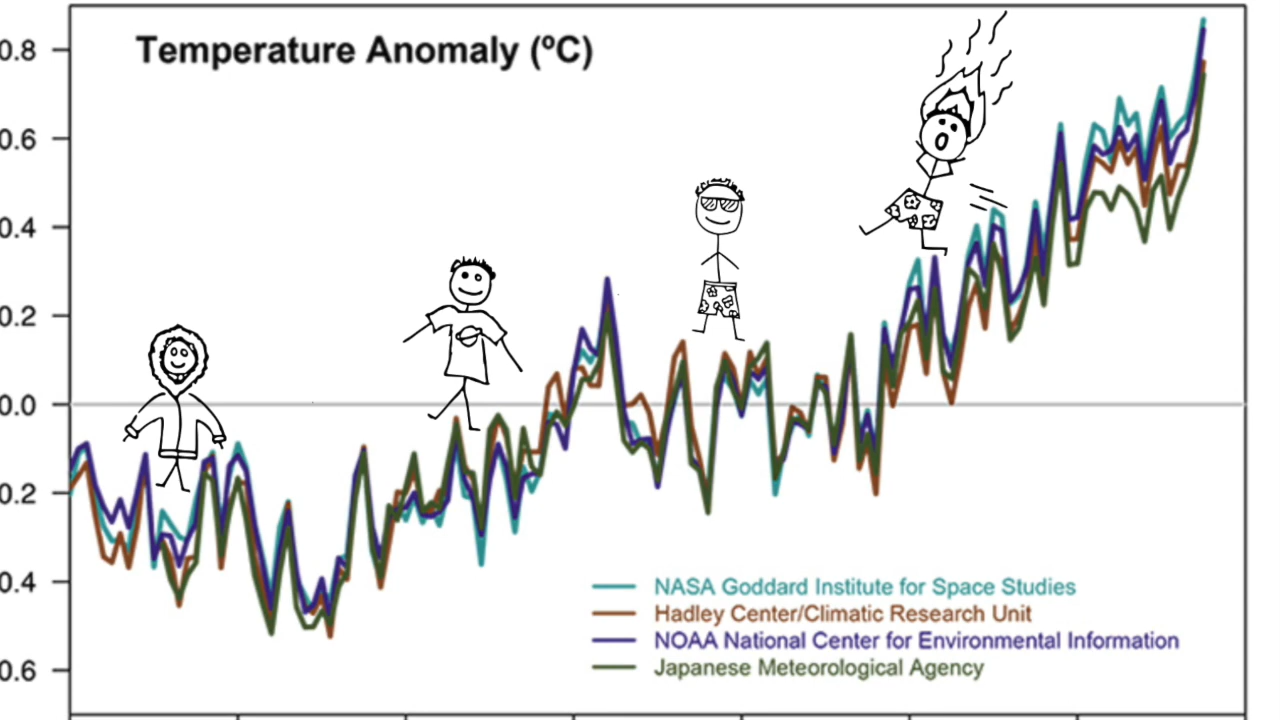 Temperature Anomaly (ºC)
0.8
0.6
0.4
0.2
0.0
0.2
0.4
0.6
NASA Goddard Institute for Space Studies
Hadley Center/Climatic Research Unit
NOAA National Center for Environmental Information
Japanese Meteorological Agency